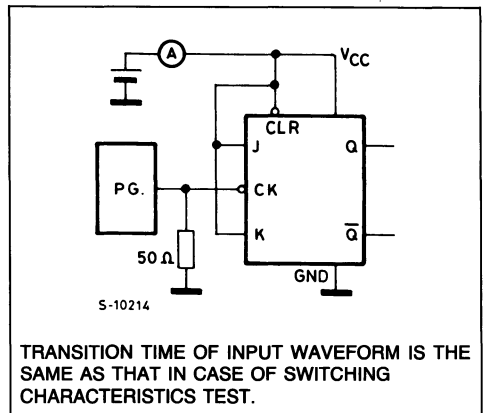 A
VCC
CLR
J Q
PG. CK
K Q̅
50 Ω
GND
S-10214
TRANSITION TIME OF INPUT WAVEFORM IS THE
SAME AS THAT IN CASE OF SWITCHING
CHARACTERISTICS TEST.